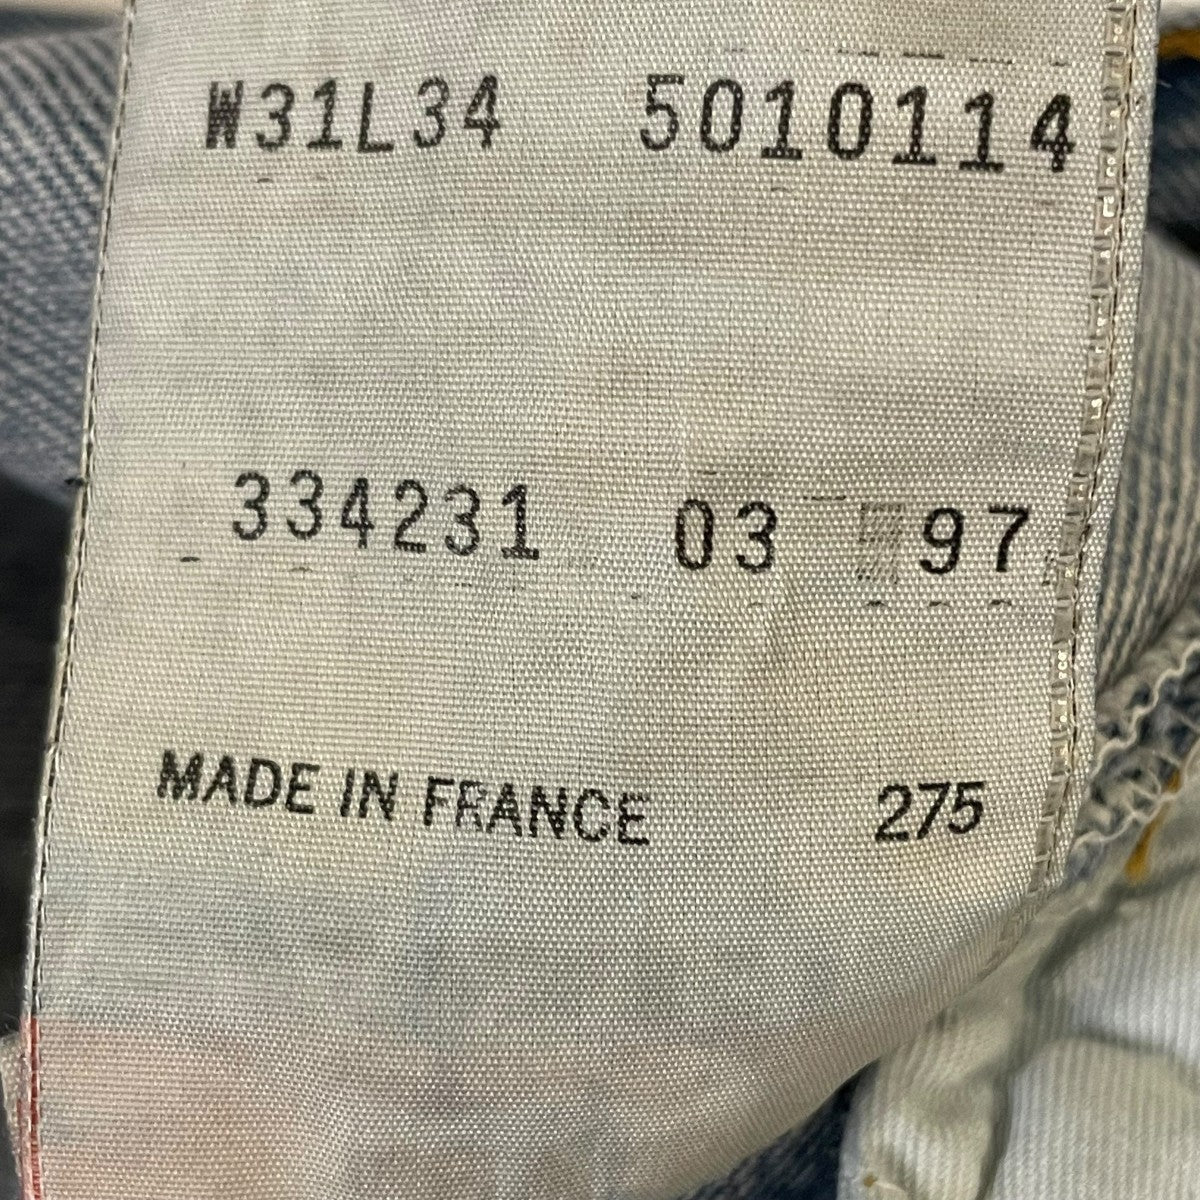 W31L34 5010114
334231 03 97
MADE IN FRANCE 275